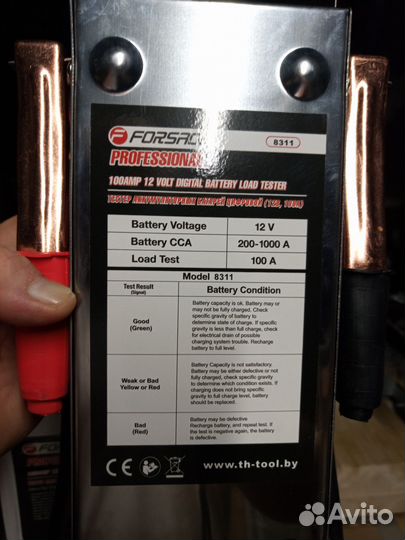 FORSAGE
8311
PROFESSIONAL
100AMP 12 VOLT DIGITAL BATTERY LOAD TESTER
ТЕСТЕР АККУМУЛЯТОРНЫХ БАТАРЕЙ ЦИФРОВОЙ (12В, 100А)
Battery Voltage 12 V
Battery CCA 200-1000 A
Load Test 100 A
Model 8311
Test Result
(Signal)
Battery Condition
Good
(Green)
Battery capacity is ok. Battery may or
may not be fully charged. Check
specific gravity of battery to
determine state of charge. If specific
gravity is less than full charge, check
for electrical drain of possible
charging system trouble. Recharge
battery to full level.
Weak or Bad
Yellow or Red
Battery Capacity is not satisfactory.
Battery may be either defective or not
fully charged, check specific gravity
to determine which condition exists. If
charging does not bring specific
gravity to full charge level, battery
should be replaced.
Bad
(Red)
Battery may be defective
Recharge battery, and repeat test. If
the test is negative again, the battery
is defective.
CE
EAC
www.th-tool.by
Avito